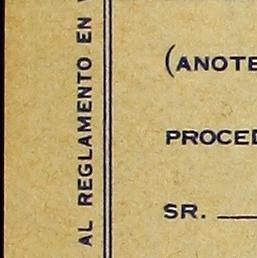 AL REGLAMENTO EN
(ANOTE
PROCED
SR.